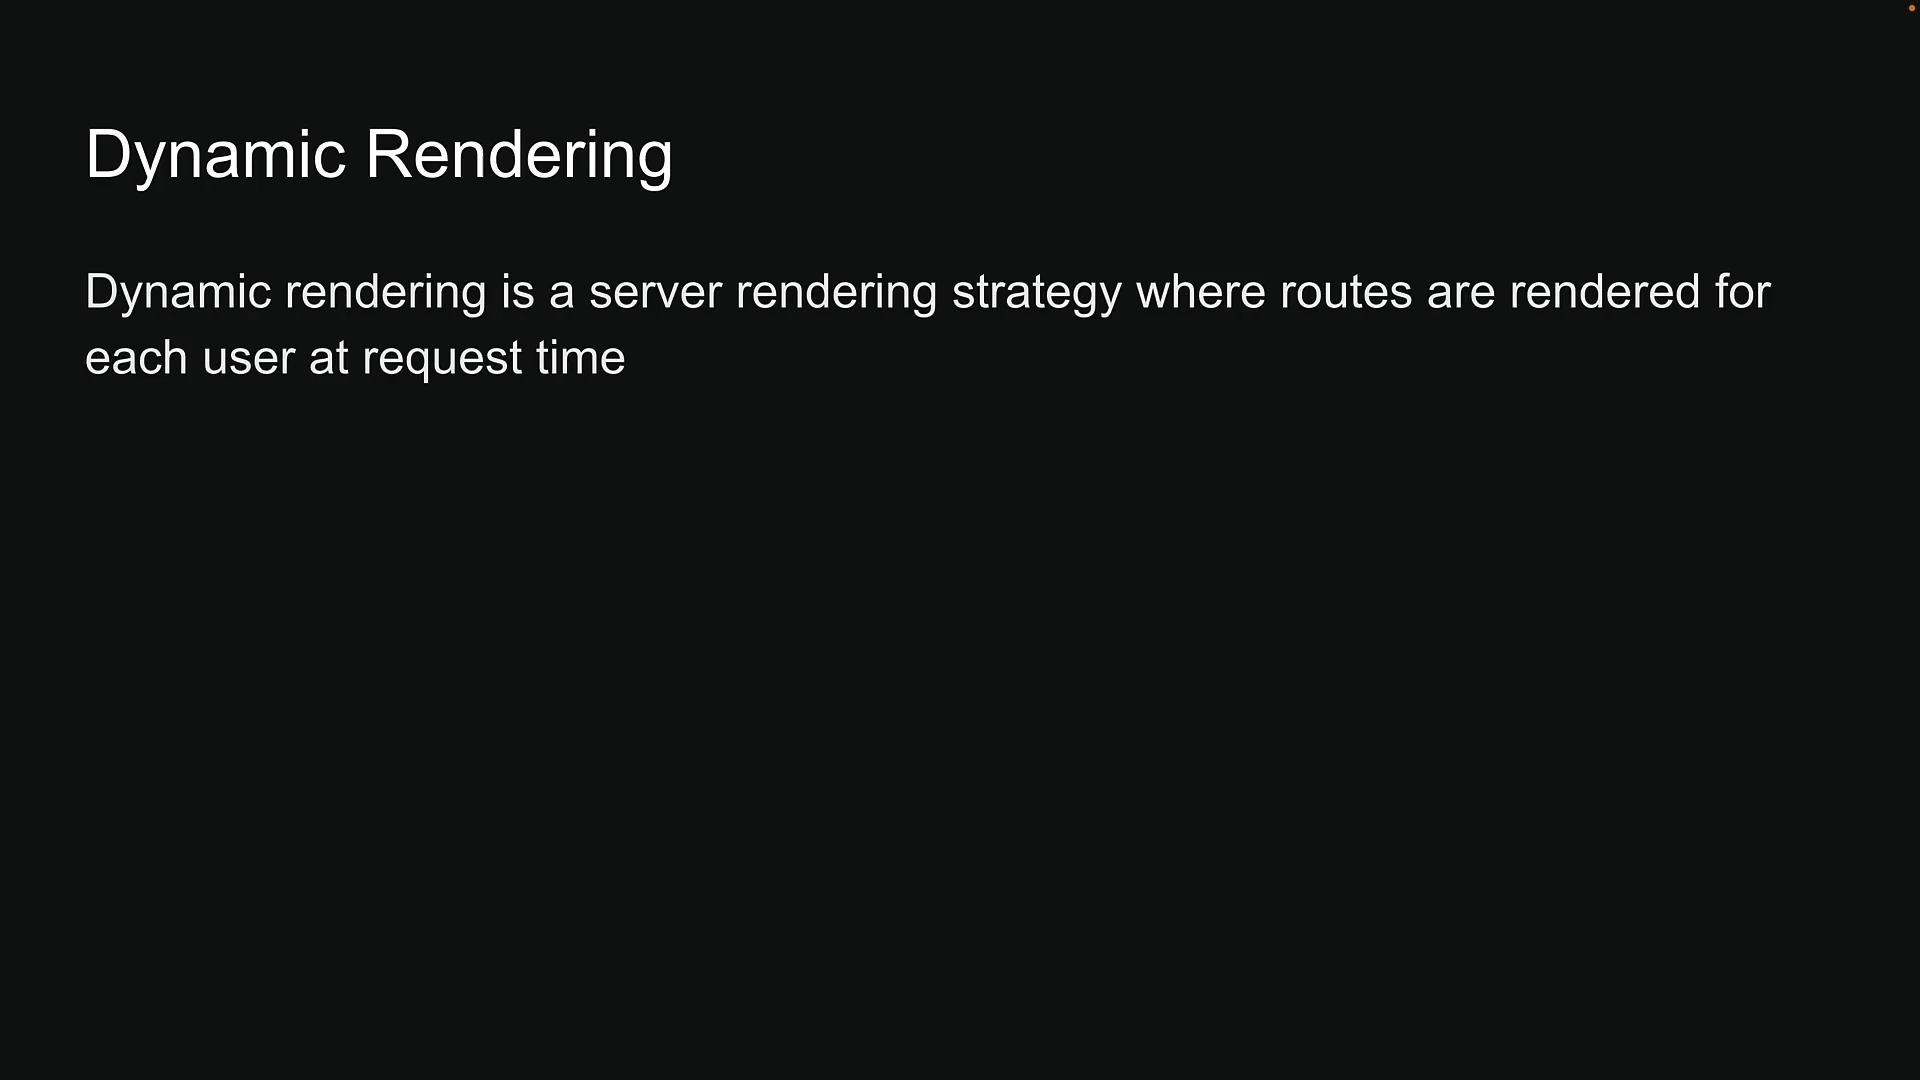 Dynamic Rendering
Dynamic rendering is a server rendering strategy where routes are rendered for
each user at request time